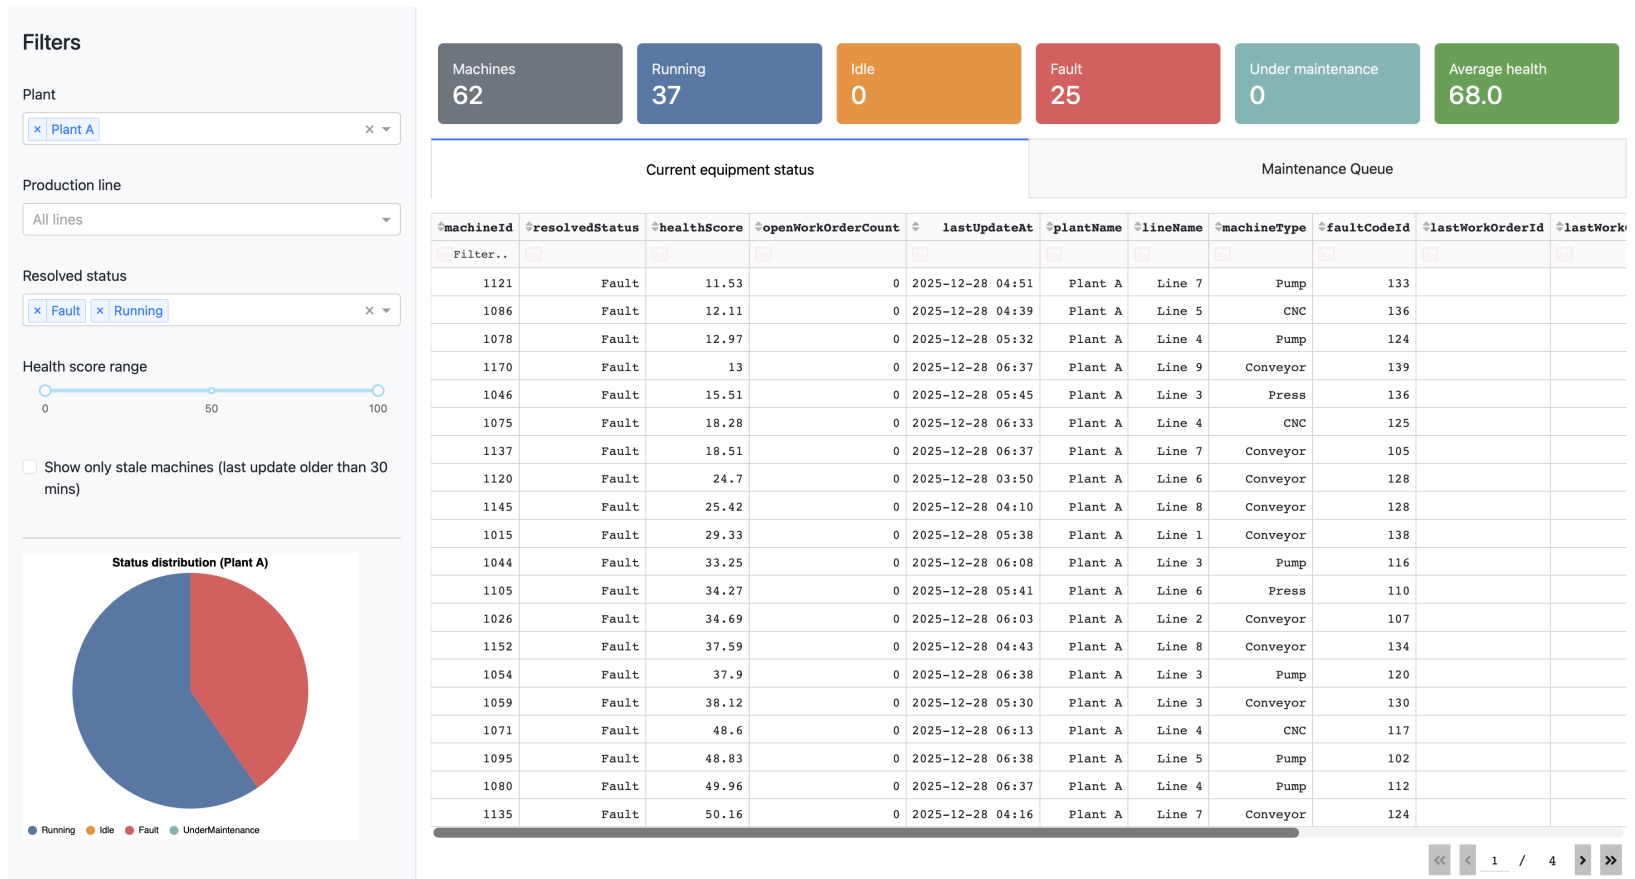 Filters
Plant
× Plant A
Production line
All lines
Resolved status
× Fault × Running
Health score range
0 50 100
Show only stale machines (last update older than 30
mins)
Status distribution (Plant A)
Running Idle Fault UnderMaintenance
Machines
62
Running
37
Idle
0
Fault
25
Under maintenance
0
Average health
68.0
Current equipment status
Maintenance Queue
machineId resolvedStatus healthScore openWorkOrderCount lastUpdateAt plantName lineName machineType faultCodeId lastWorkOrderId
Filter..
1121 Fault 11.53 0 2025-12-28 04:51 Plant A Line 7 Pump 133
1086 Fault 12.11 0 2025-12-28 04:39 Plant A Line 5 CNC 136
1078 Fault 12.97 0 2025-12-28 05:32 Plant A Line 4 Pump 124
1170 Fault 13 0 2025-12-28 06:37 Plant A Line 9 Conveyor 139
1046 Fault 15.51 0 2025-12-28 05:45 Plant A Line 3 Press 136
1075 Fault 18.28 0 2025-12-28 06:33 Plant A Line 4 CNC 125
1137 Fault 18.51 0 2025-12-28 06:37 Plant A Line 7 Conveyor 105
1120 Fault 24.7 0 2025-12-28 03:50 Plant A Line 6 Conveyor 128
1145 Fault 25.42 0 2025-12-28 04:10 Plant A Line 8 Conveyor 128
1015 Fault 29.33 0 2025-12-28 05:38 Plant A Line 1 Conveyor 138
1044 Fault 33.25 0 2025-12-28 06:08 Plant A Line 3 Pump 116
1105 Fault 34.27 0 2025-12-28 05:41 Plant A Line 6 Press 110
1026 Fault 34.69 0 2025-12-28 06:03 Plant A Line 2 Conveyor 107
1152 Fault 37.59 0 2025-12-28 04:43 Plant A Line 8 Conveyor 134
1054 Fault 37.9 0 2025-12-28 06:38 Plant A Line 3 Pump 120
1059 Fault 38.12 0 2025-12-28 05:30 Plant A Line 3 Conveyor 130
1071 Fault 48.6 0 2025-12-28 06:13 Plant A Line 4 CNC 117
1095 Fault 48.83 0 2025-12-28 06:38 Plant A Line 5 Pump 102
1080 Fault 49.96 0 2025-12-28 06:37 Plant A Line 4 Pump 112
1135 Fault 50.16 0 2025-12-28 04:16 Plant A Line 7 Conveyor 124
1 / 4